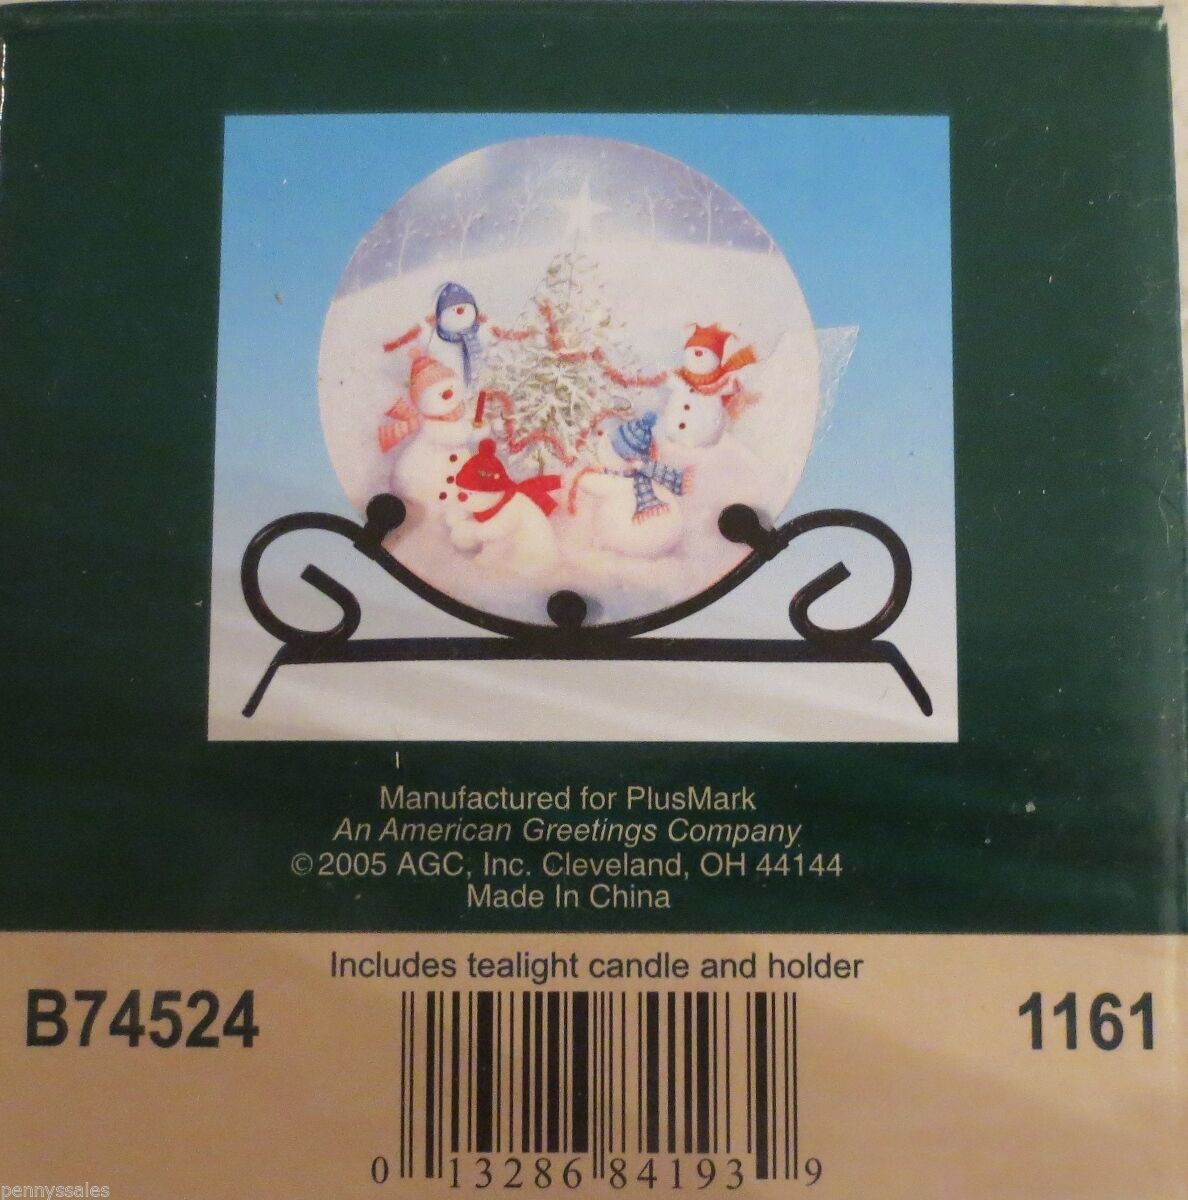 Manufactured for PlusMark
An American Greetings Company
©2005 AGC, Inc. Cleveland, OH 44144
Made In China
Includes tealight candle and holder
B74524
1161
0 13286 84193 9
pennyssales